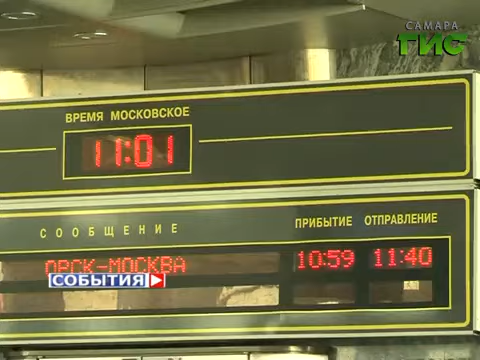 САМАРА
ГИС
ВРЕМЯ МОСКОВСКОЕ
11:01
СООБЩЕНИЕ ПРИБЫТИЕ ОТПРАВЛЕНИЕ
ОРСК-МОСКВА 10:59 11:40
СОБЫТИЯ